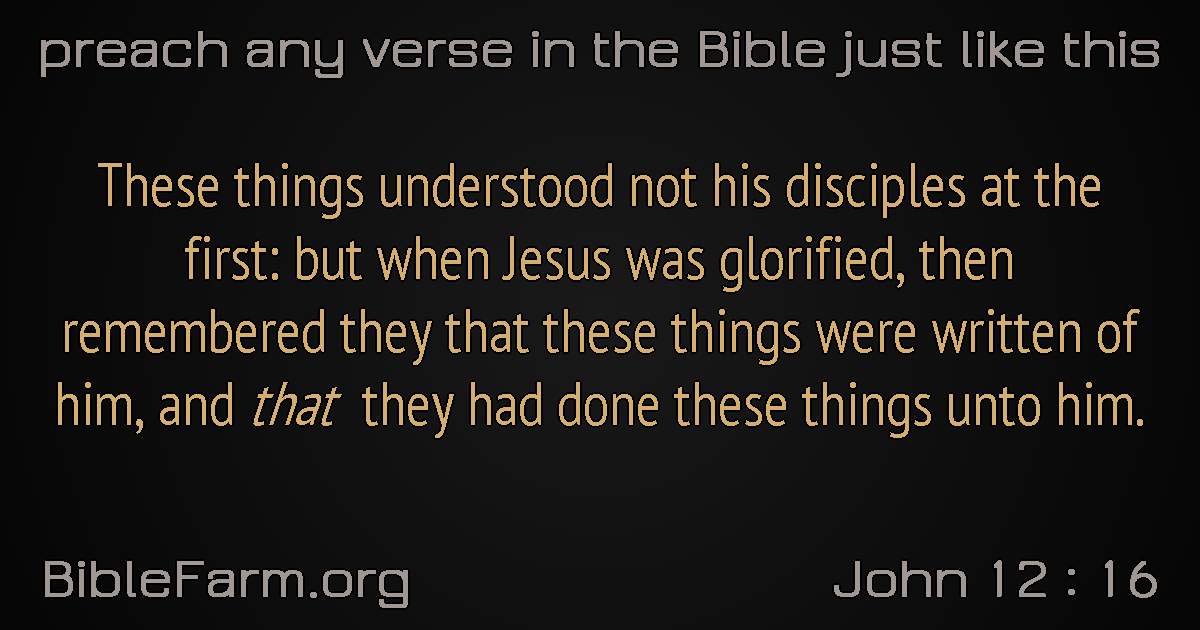 preach any verse in the Bible just like this
These things understood not his disciples at the
first: but when Jesus was glorified, then
remembered they that these things were written of
him, and that they had done these things unto him.
BibleFarm.org
John 12 : 16